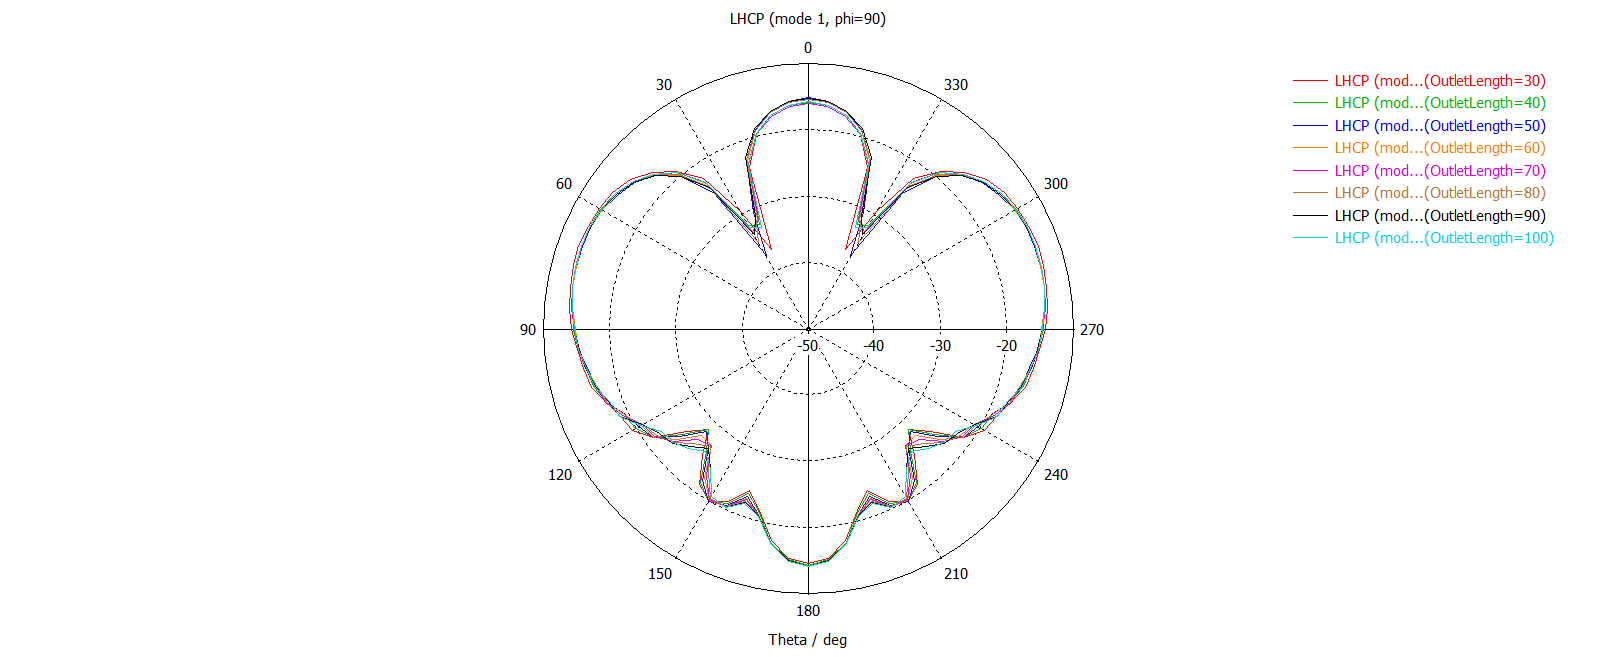 LHCP (mode 1, phi=90)
0
30
330
60
300
90
270
-50
-40
-30
-20
120
240
150
210
180
Theta / deg
LHCP (mod...(OutletLength=30)
LHCP (mod...(OutletLength=40)
LHCP (mod...(OutletLength=50)
LHCP (mod...(OutletLength=60)
LHCP (mod...(OutletLength=70)
LHCP (mod...(OutletLength=80)
LHCP (mod...(OutletLength=90)
LHCP (mod...(OutletLength=100)